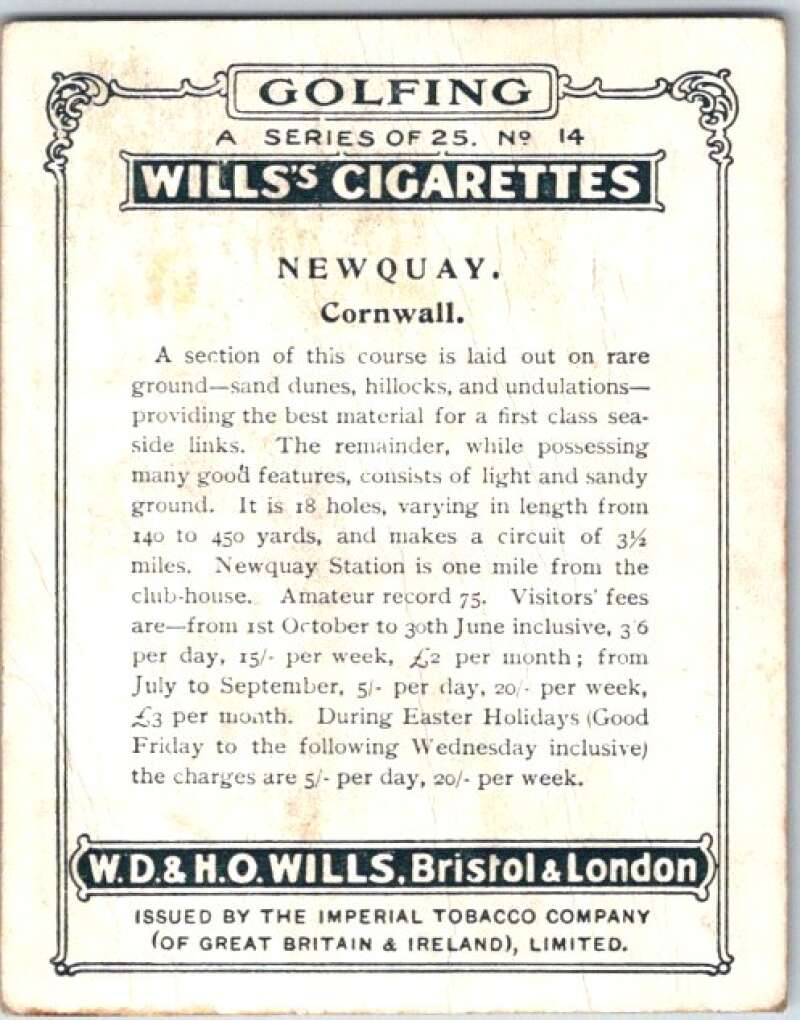 GOLFING
A SERIES OF 25. Nº 14
WILLS'S CIGARETTES
NEWQUAY.
Cornwall.
A section of this course is laid out on rare
ground—sand dunes, hillocks, and undulations—
providing the best material for a first class sea-
side links. The remainder, while possessing
many good features, consists of light and sandy
ground. It is 18 holes, varying in length from
140 to 450 yards, and makes a circuit of 3½
miles. Newquay Station is one mile from the
club-house. Amateur record 75. Visitors' fees
are—from 1st October to 30th June inclusive, 3/6
per day, 15/- per week, £2 per month; from
July to September, 5/- per day, 20/- per week,
£3 per month. During Easter Holidays (Good
Friday to the following Wednesday inclusive)
the charges are 5/- per day, 20/- per week.
W.D. & H.O. WILLS, Bristol & London
ISSUED BY THE IMPERIAL TOBACCO COMPANY
(OF GREAT BRITAIN & IRELAND), LIMITED.